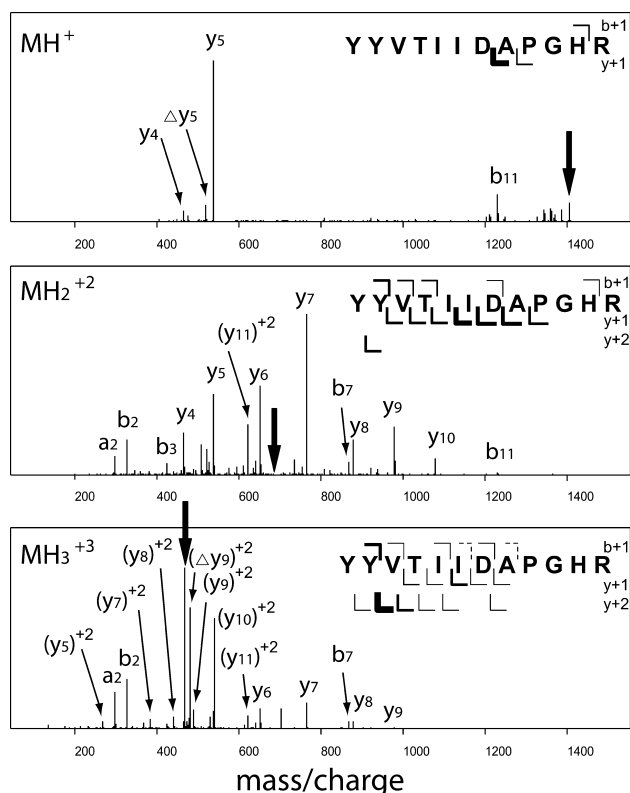 MH+
YYVTIIDAPGHR
b+1
y+1
y5
△y5
y4
b11
200 400 600 800 1000 1200 1400
MH2+2
YYVTIIDAPGHR
b+1
y+1
y+2
y7
(y11)+2
y5 y6
b2 y4 b7 y9
a2 b3 y8 y10 b11
200 400 600 800 1000 1200 1400
MH3+3
YYVTIIDAPGHR
b+1
y+1
y+2
(y8)+2 (△y9)+2
(y7)+2 (y9)+2
(y5)+2 (y10)+2
b2 (y11)+2 b7
a2 y6 y7 y8 y9
200 400 600 800 1000 1200 1400
mass/charge